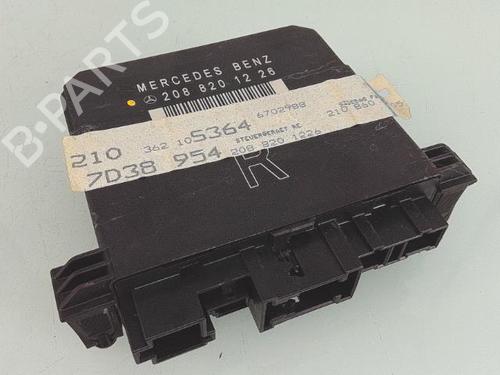 MERCEDES BENZ
208 820 12 26
210 362 10 5364 6702988
7D38 954 STEUERGERAET RE
208 820 1226 210 860
R
B-PARTS